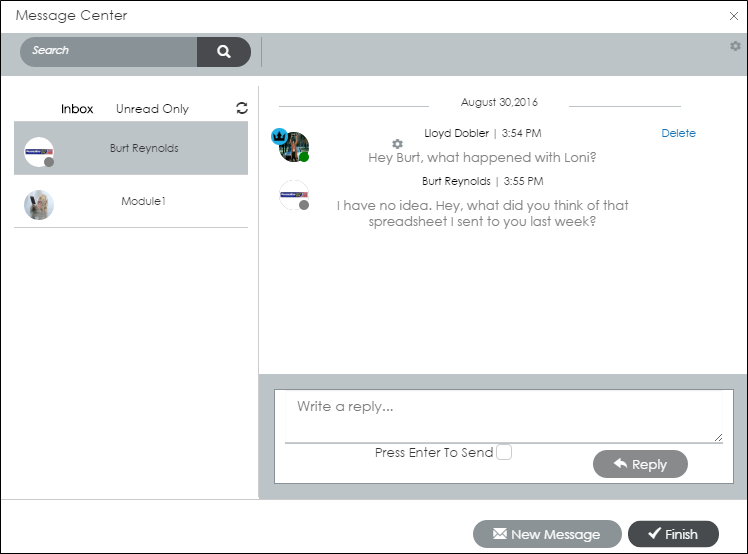 Message Center
Search
Inbox
Unread Only
Burt Reynolds
Module1
August 30,2016
Lloyd Dobler | 3:54 PM
Delete
Hey Burt, what happened with Loni?
Burt Reynolds | 3:55 PM
I have no idea. Hey, what did you think of that
spreadsheet I sent to you last week?
Write a reply...
Press Enter To Send
Reply
New Message
Finish